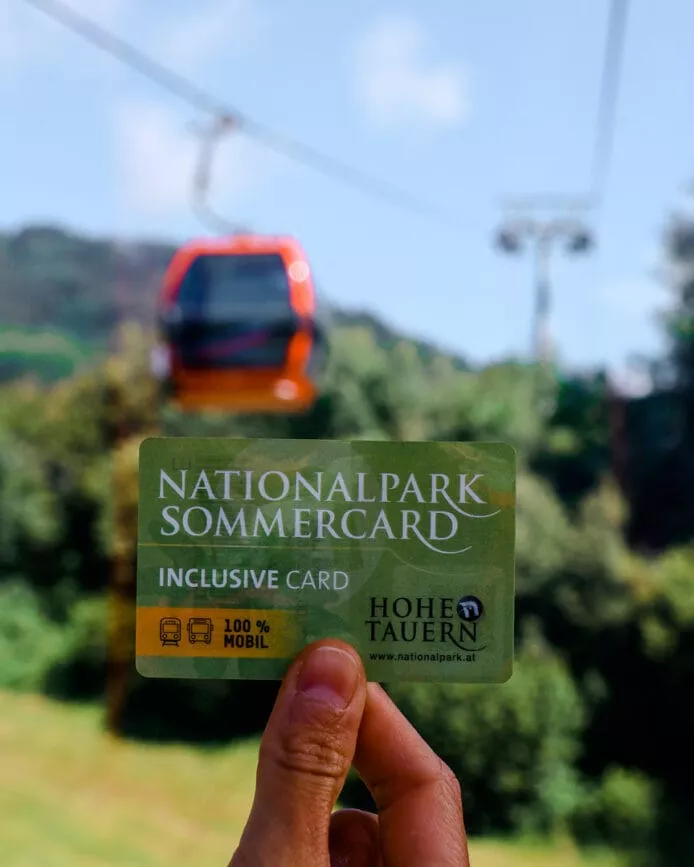 NATIONALPARK
SOMMERCARD
INCLUSIVE CARD
100 %
MOBIL
HOHE
TAUERN
www.nationalpark.at